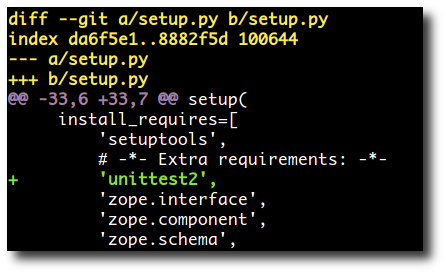 diff --git a/setup.py b/setup.py
index da6f5e1..8882f5d 100644
--- a/setup.py
+++ b/setup.py
@@ -33,6 +33,7 @@ setup(
     install_requires=[
         'setuptools',
         # -*- Extra requirements: -*-
+        'unittest2',
         'zope.interface',
         'zope.component',
         'zope.schema',